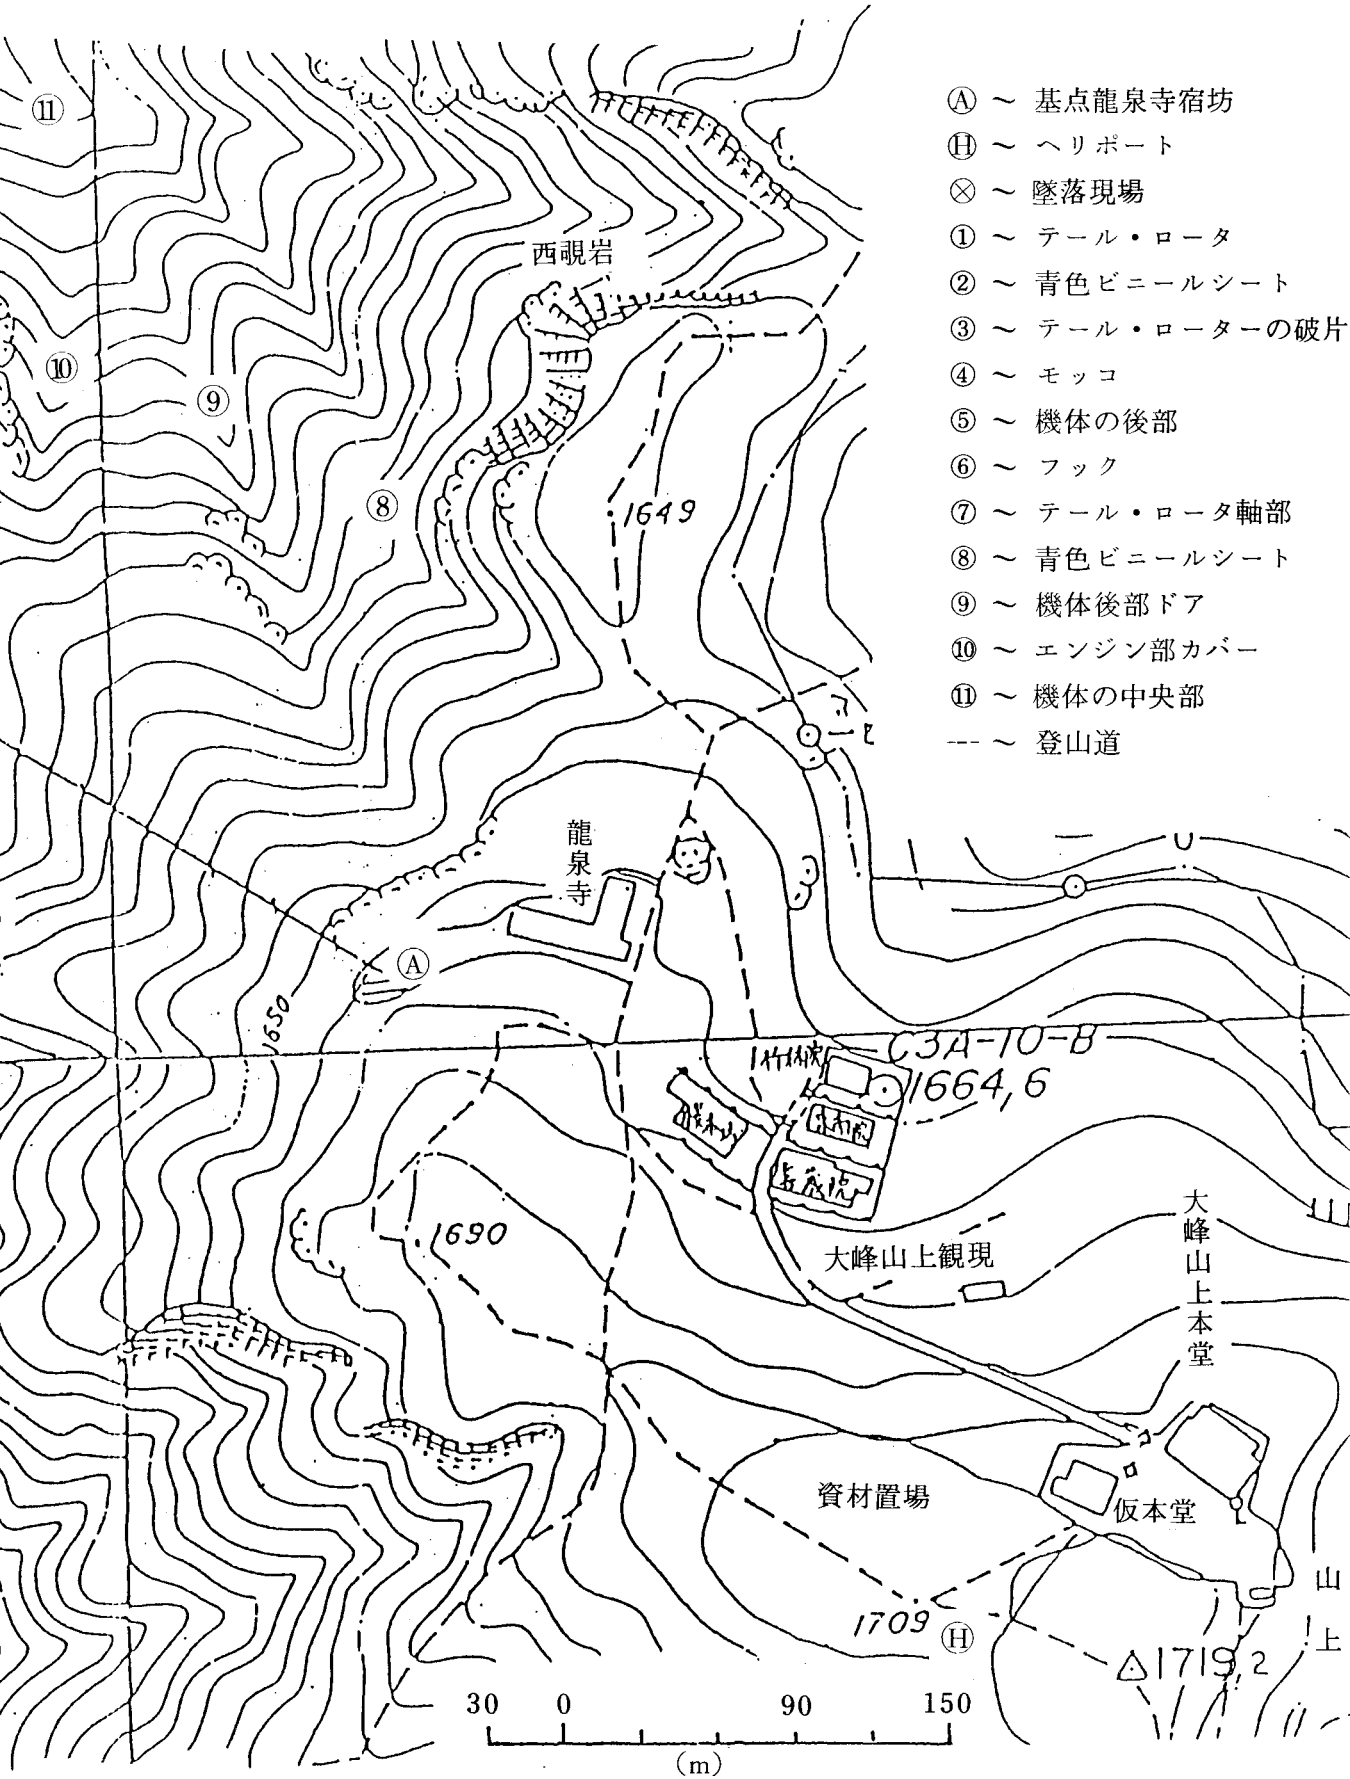 Ⓐ ～ 基点龍泉寺宿坊
Ⓗ ～ ヘリポート
⊗ ～ 墜落現場
① ～ テール・ロータ
② ～ 青色ビニールシート
③ ～ テール・ローターの破片
④ ～ モッコ
⑤ ～ 機体の後部
⑥ ～ フック
⑦ ～ テール・ロータ軸部
⑧ ～ 青色ビニールシート
⑨ ～ 機体後部ドア
⑩ ～ エンジン部カバー
⑪ ～ 機体の中央部
--- ～ 登山道
⑪
西覗岩
⑩
⑨
⑧
1649
龍泉寺
Ⓐ
1650
竹林院
C3A-10-B
1664,6
1690
大峰山上観現
大峰山上本堂
資材置場
仮本堂
1709
Ⓗ
1719,2
山上
30 0 90 150
(m)